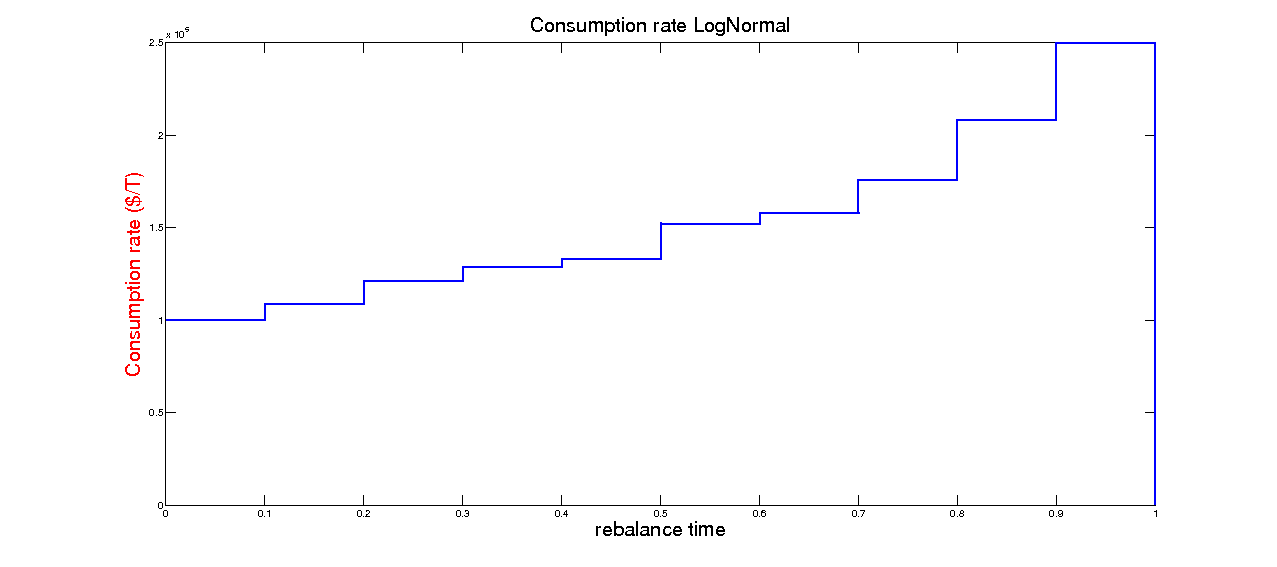 Consumption rate LogNormal
x 10^5
2.5
2
1.5
1
0.5
0
Consumption rate ($/T)
0 0.1 0.2 0.3 0.4 0.5 0.6 0.7 0.8 0.9 1
rebalance time